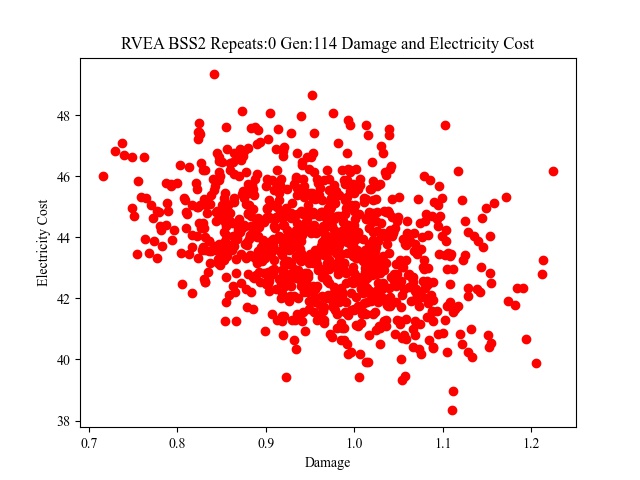 RVEA BSS2 Repeats:0 Gen:114 Damage and Electricity Cost
48
46
44
42
40
38
Electricity Cost
0.7 0.8 0.9 1.0 1.1 1.2
Damage